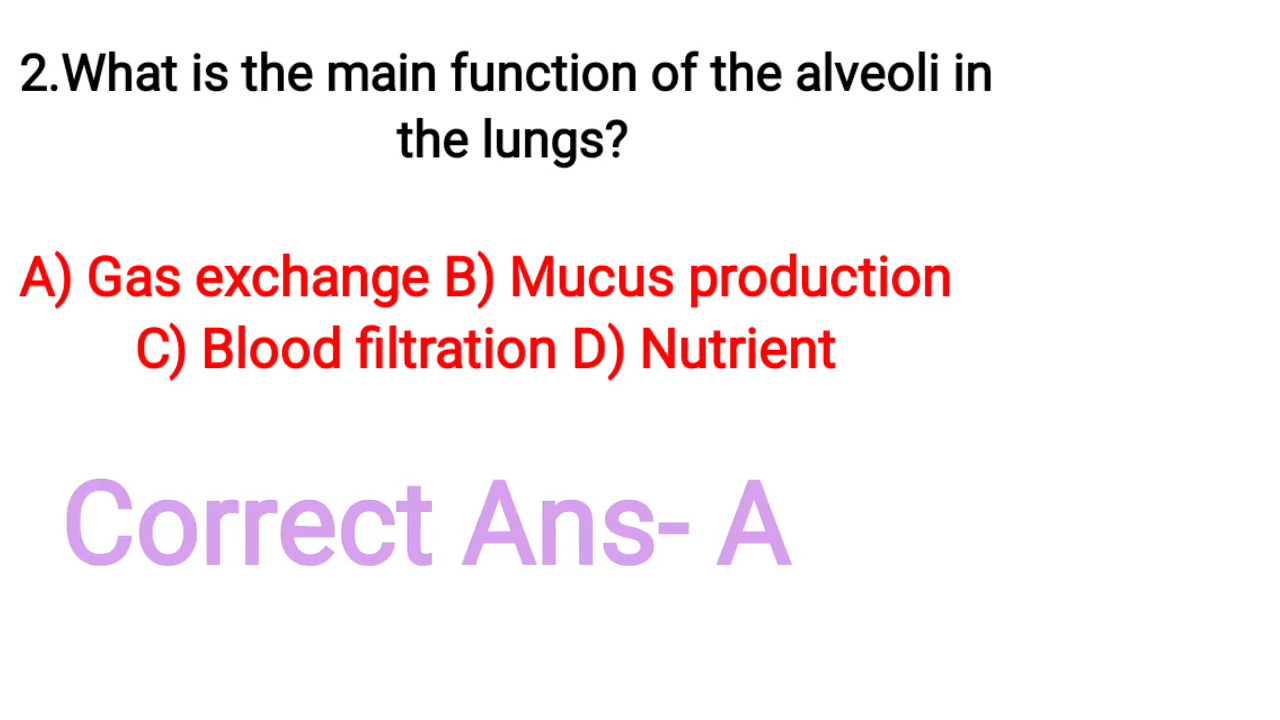 2.What is the main function of the alveoli in
the lungs?
A) Gas exchange B) Mucus production
C) Blood filtration D) Nutrient
Correct Ans- A